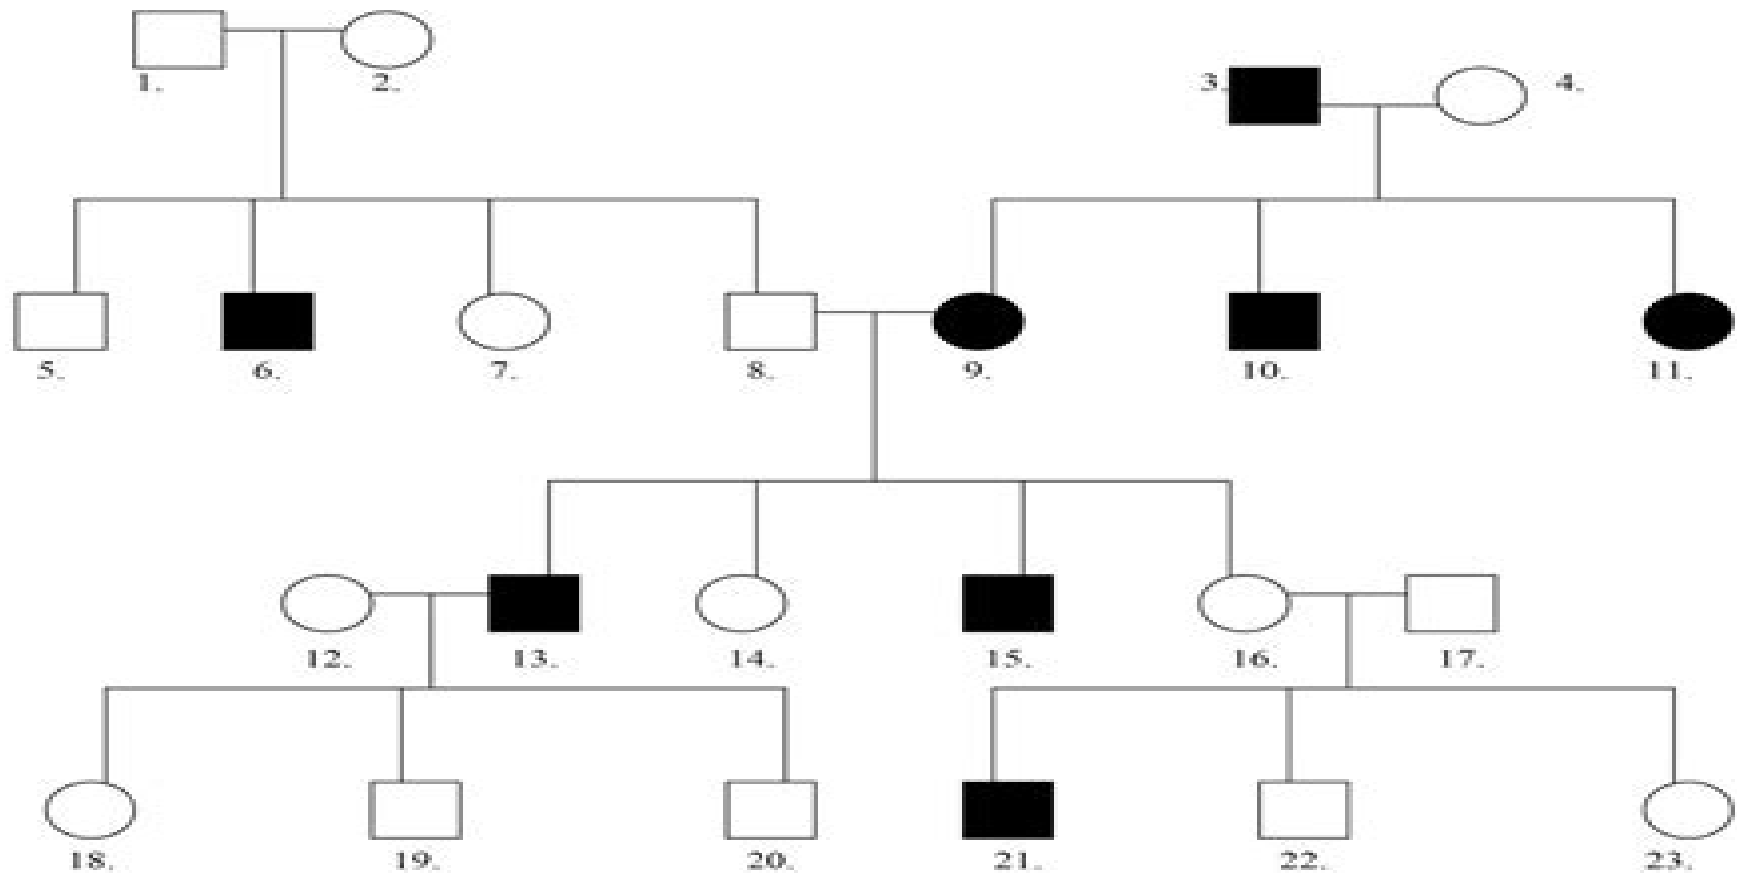 1. 2.
3. 4.
5. 6. 7. 8. 9. 10. 11.
12. 13. 14. 15. 16. 17.
18. 19. 20. 21. 22. 23.